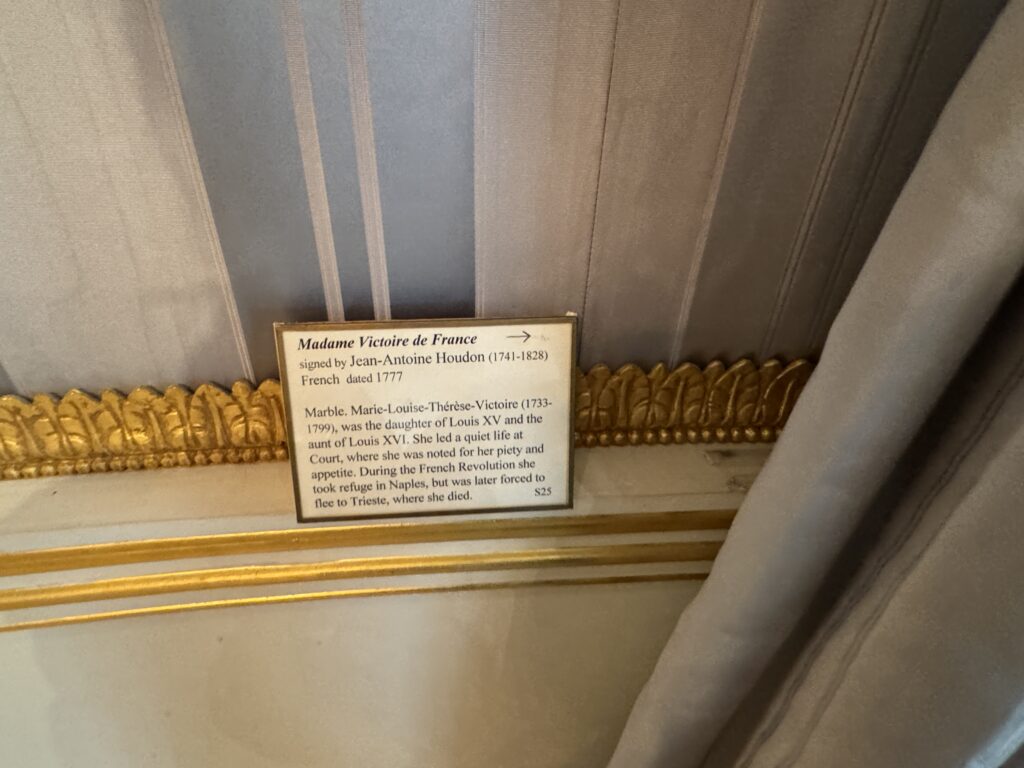 Madame Victoire de France →
signed by Jean-Antoine Houdon (1741-1828)
French dated 1777
Marble. Marie-Louise-Thérèse-Victoire (1733-
1799), was the daughter of Louis XV and the
aunt of Louis XVI. She led a quiet life at
Court, where she was noted for her piety and
appetite. During the French Revolution she
took refuge in Naples, but was later forced to
flee to Trieste, where she died. S25